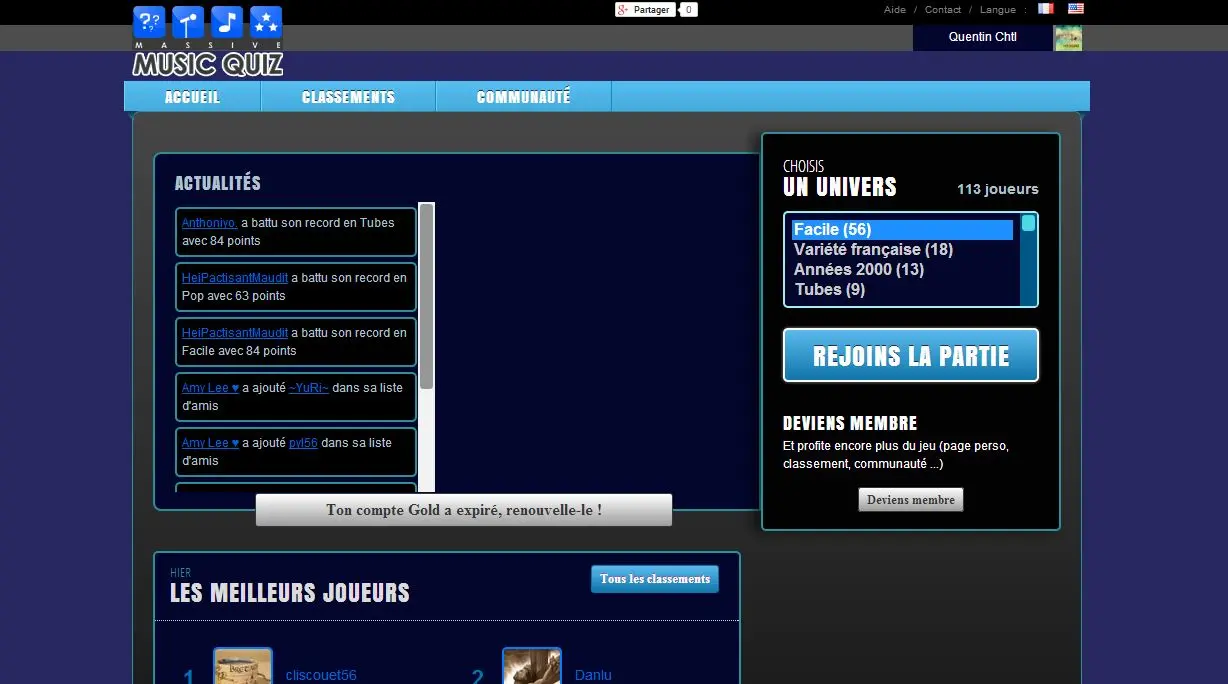 Partager 0
Aide / Contact / Langue :
Quentin Chtl
MASSIVE
MUSIC QUIZ
ACCUEIL CLASSEMENTS COMMUNAUTÉ
ACTUALITÉS
Anthoniyo. a battu son record en Tubes
avec 84 points
HeiPactisantMaudit a battu son record en
Pop avec 63 points
HeiPactisantMaudit a battu son record en
Facile avec 84 points
Amy Lee ♥ a ajouté ~YuRi~ dans sa liste
d'amis
Amy Lee ♥ a ajouté pyl56 dans sa liste
d'amis
Ton compte Gold a expiré, renouvelle-le !
CHOISIS
UN UNIVERS 113 joueurs
Facile (56)
Variété française (18)
Années 2000 (13)
Tubes (9)
REJOINS LA PARTIE
DEVIENS MEMBRE
Et profite encore plus du jeu (page perso,
classement, communauté ...)
Deviens membre
HIER
LES MEILLEURS JOUEURS
Tous les classements
1 cliscouet56
2 Danlu